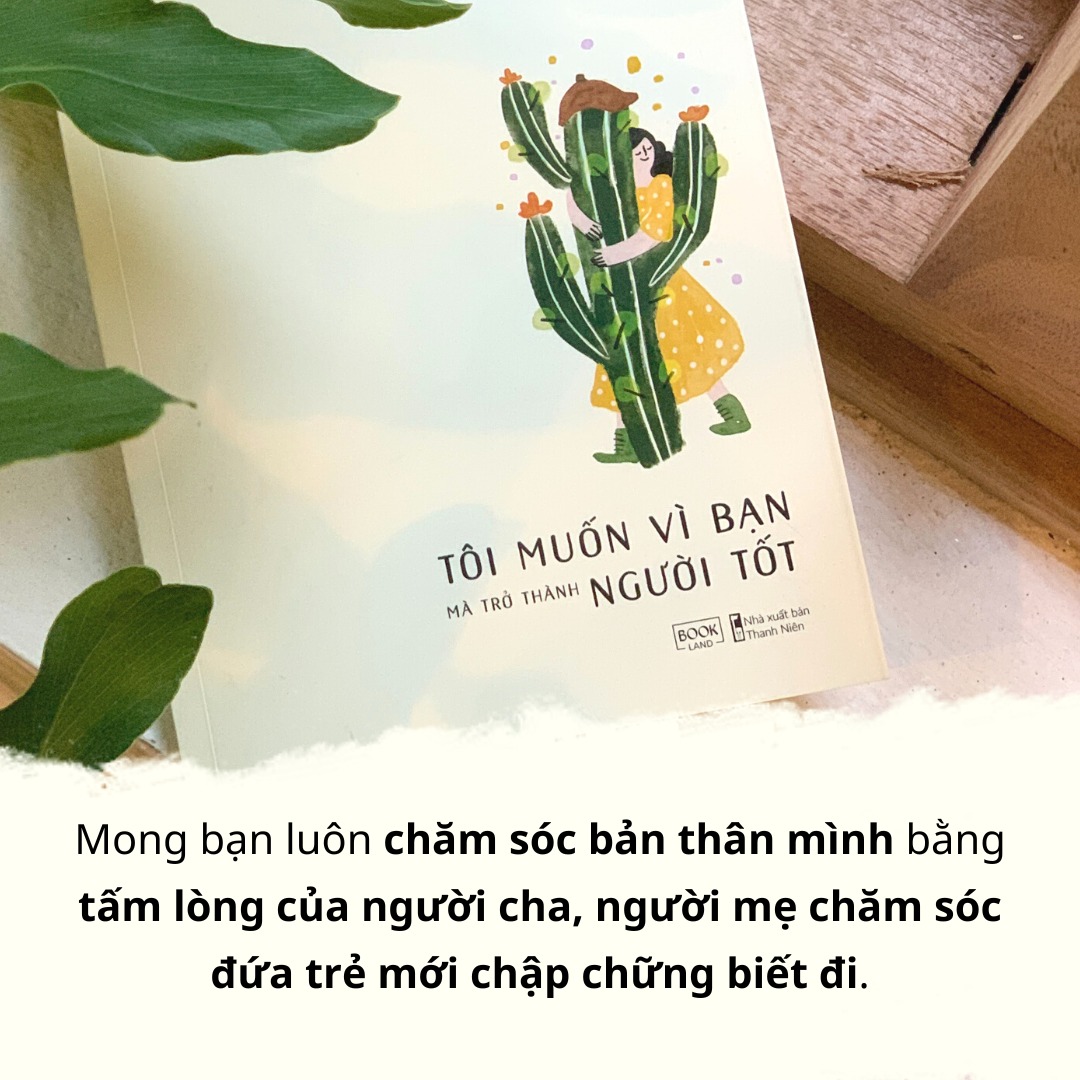 TÔI MUỐN VÌ BẠN
MÀ TRỞ THÀNH NGƯỜI TỐT
BOOK
LAND
Nhà xuất bản
Thanh Niên
Mong bạn luôn chăm sóc bản thân mình bằng
tấm lòng của người cha, người mẹ chăm sóc
đứa trẻ mới chập chững biết đi.